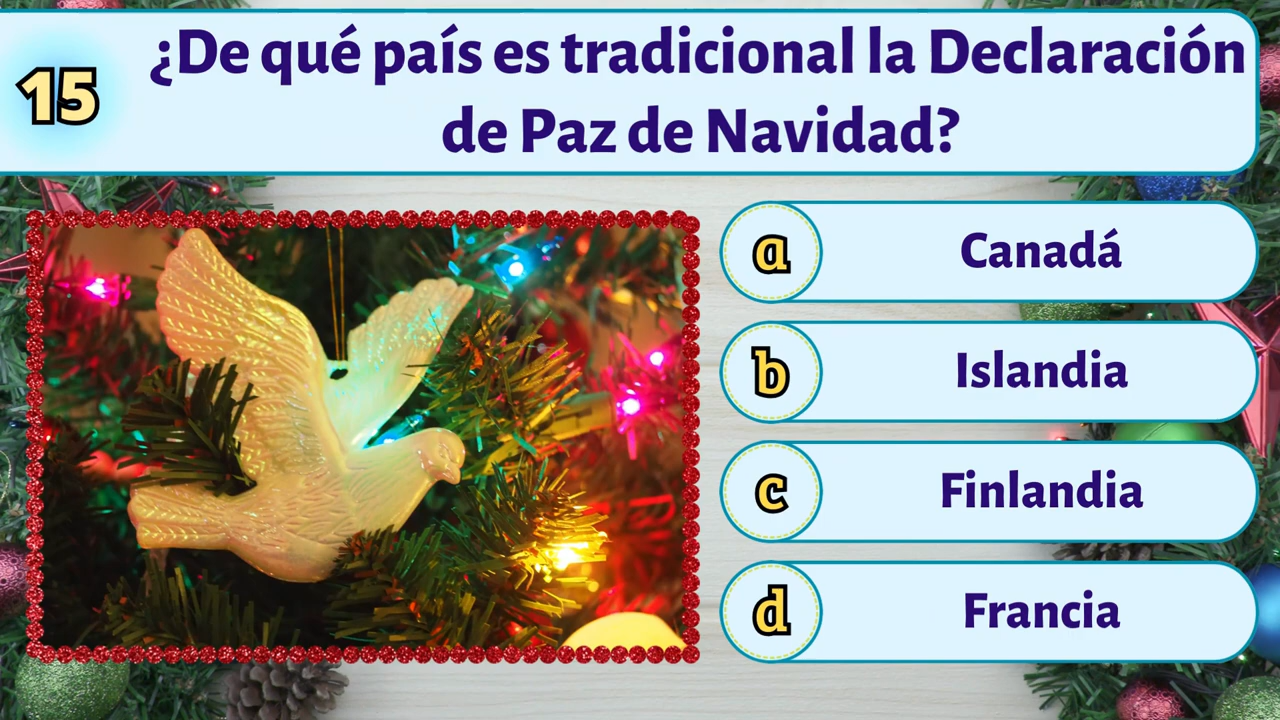 15
¿De qué país es tradicional la Declaración
de Paz de Navidad?
a
Canadá
b
Islandia
c
Finlandia
d
Francia